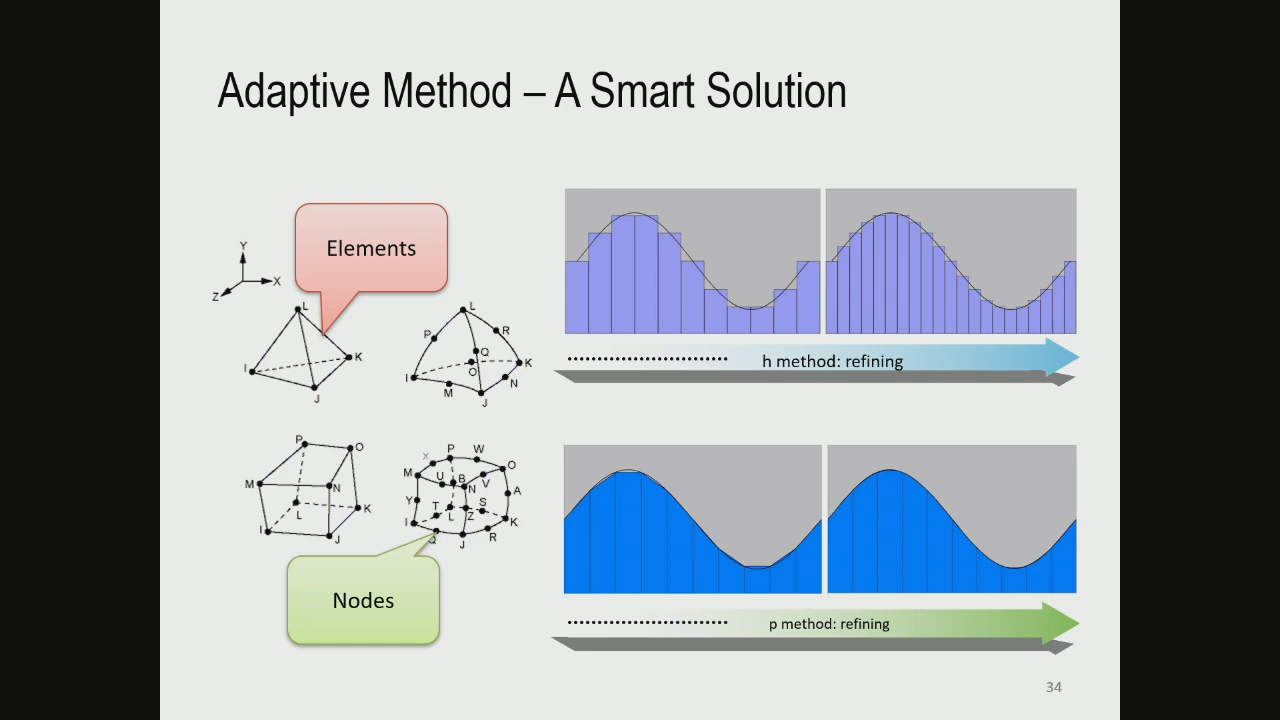 Adaptive Method – A Smart Solution
Elements
Y
X
Z
L
I
K
J
L
P
R
Q
O
K
I
M
N
J
h method: refining
P
O
M
N
L
K
I
J
X
P
W
M
U
B
N
V
O
Y
T
L
Z
S
A
I
K
Q
J
R
Nodes
p method: refining
34